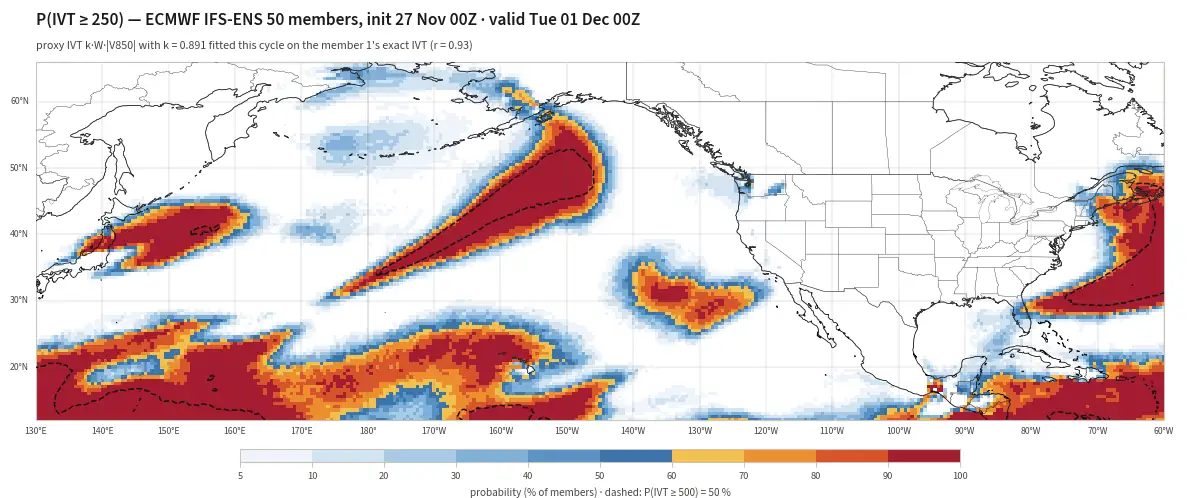 P(IVT ≥ 250) — ECMWF IFS-ENS 50 members, init 27 Nov 00Z · valid Tue 01 Dec 00Z
proxy IVT k·W·|V850| with k = 0.891 fitted this cycle on the member 1's exact IVT (r = 0.93)
60°N
50°N
40°N
30°N
20°N
130°E 140°E 150°E 160°E 170°E 180° 170°W 160°W 150°W 140°W 130°W 120°W 110°W 100°W 90°W 80°W 70°W 60°W
5 10 20 30 40 50 60 70 80 90 100
probability (% of members) · dashed: P(IVT ≥ 500) = 50 %